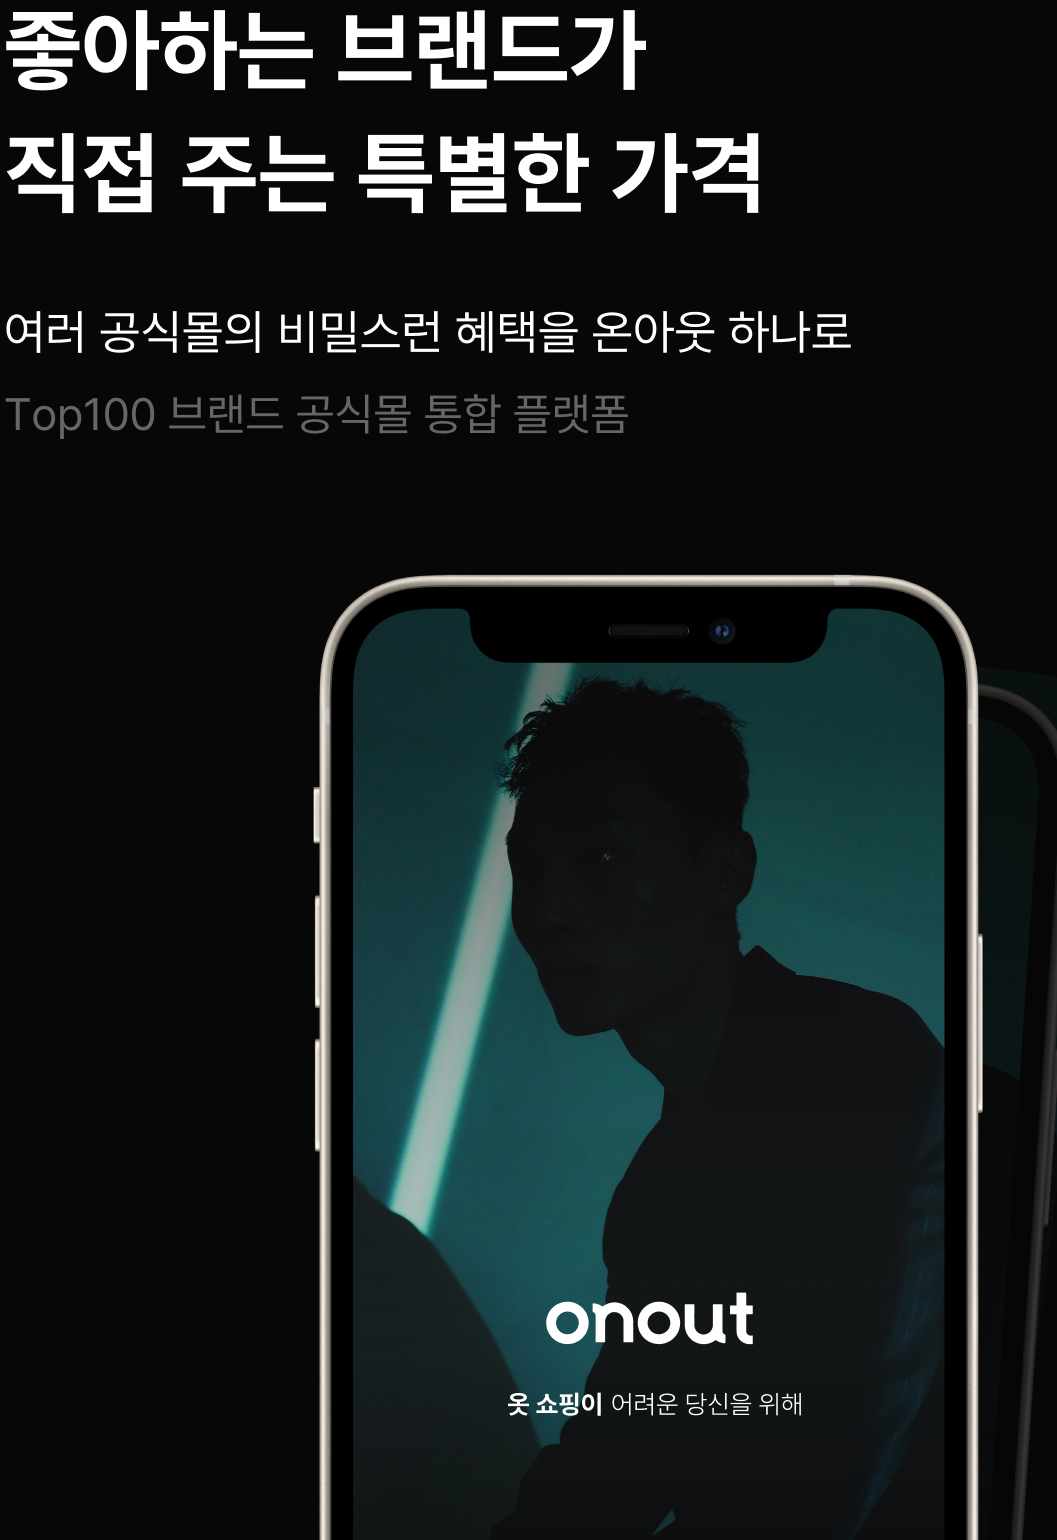 좋아하는 브랜드가
직접 주는 특별한 가격
여러 공식몰의 비밀스런 혜택을 온아웃 하나로
Top100 브랜드 공식몰 통합 플랫폼
onout
옷 쇼핑이 어려운 당신을 위해